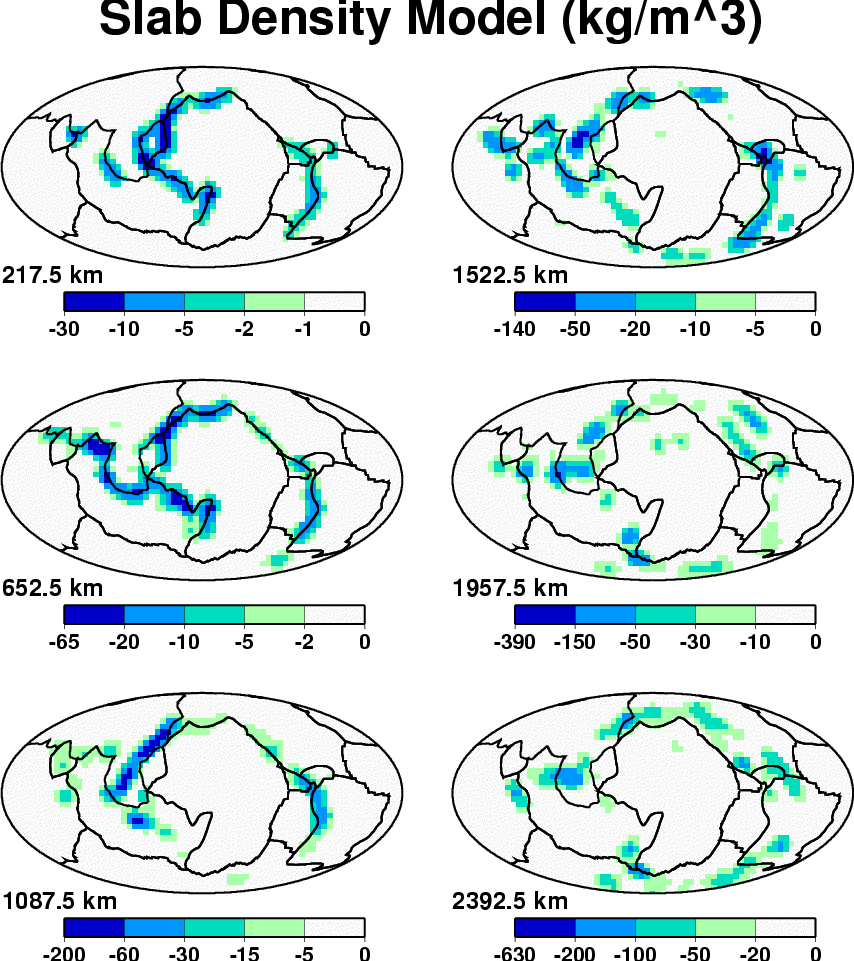 Slab Density Model (kg/m^3)
217.5 km
-30 -10 -5 -2 -1 0
1522.5 km
-140 -50 -20 -10 -5 0
652.5 km
-65 -20 -10 -5 -2 0
1957.5 km
-390 -150 -50 -30 -10 0
1087.5 km
-200 -60 -30 -15 -5 0
2392.5 km
-630 -200 -100 -50 -20 0